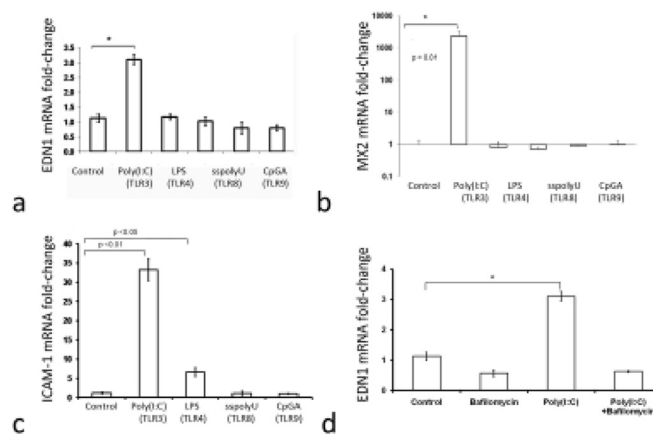 EDN1 mRNA fold-change
*
3.5
3.0
2.5
2.0
1.5
1.0
0.5
0.0
Control Poly(I:C) LPS sspolyU CpGA
(TLR3) (TLR4) (TLR8) (TLR9)
a
MX2 mRNA fold-change
*
p = 0.01
10000
1000
100
10
1
0.1
Control Poly(I:C) LPS sspolyU CpGA
(TLR3) (TLR4) (TLR8) (TLR9)
b
ICAM-1 mRNA fold-change
p <0.05
p <0.01
40
35
30
25
20
15
10
5
0
Control Poly(I:C) LPS sspolyU CpGA
(TLR3) (TLR4) (TLR8) (TLR9)
c
EDN1 mRNA fold-change
*
4
3
2
1
0
Control Bafilomycin Poly(I:C) Poly(I:C)
+Bafilomycin
d